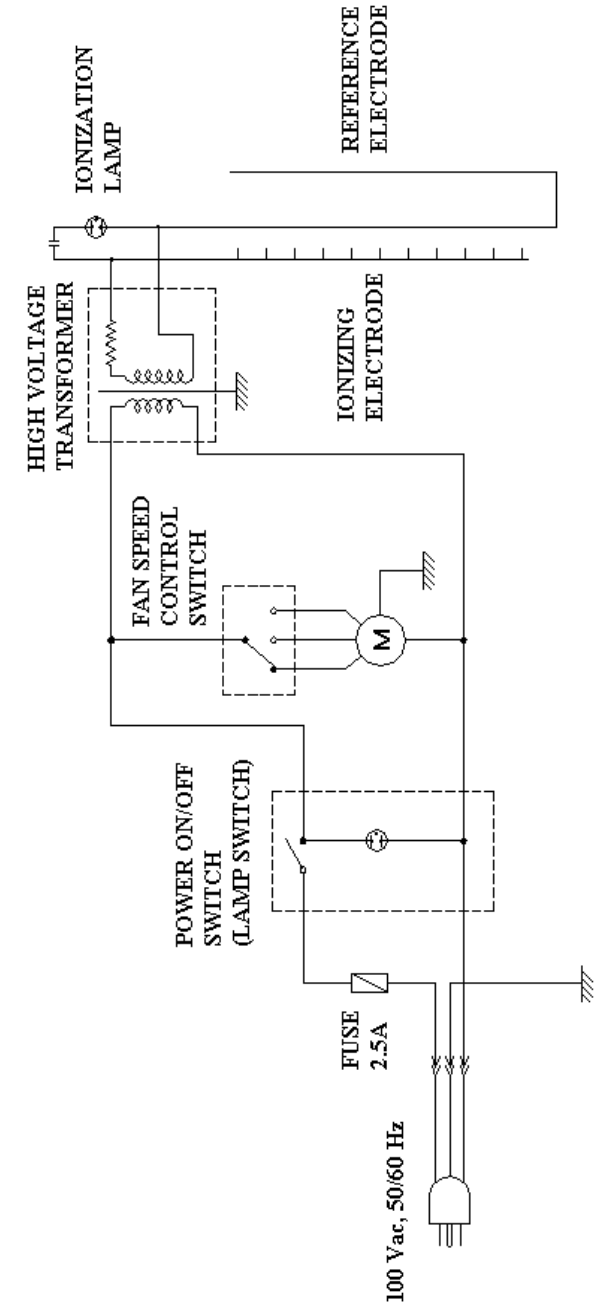 100 Vac, 50/60 Hz
FUSE
2.5A
POWER ON/OFF
SWITCH
(LAMP SWITCH)
FAN SPEED
CONTROL
SWITCH
M
HIGH VOLTAGE
TRANSFORMER
IONIZING
ELECTRODE
IONIZATION
LAMP
REFERENCE
ELECTRODE